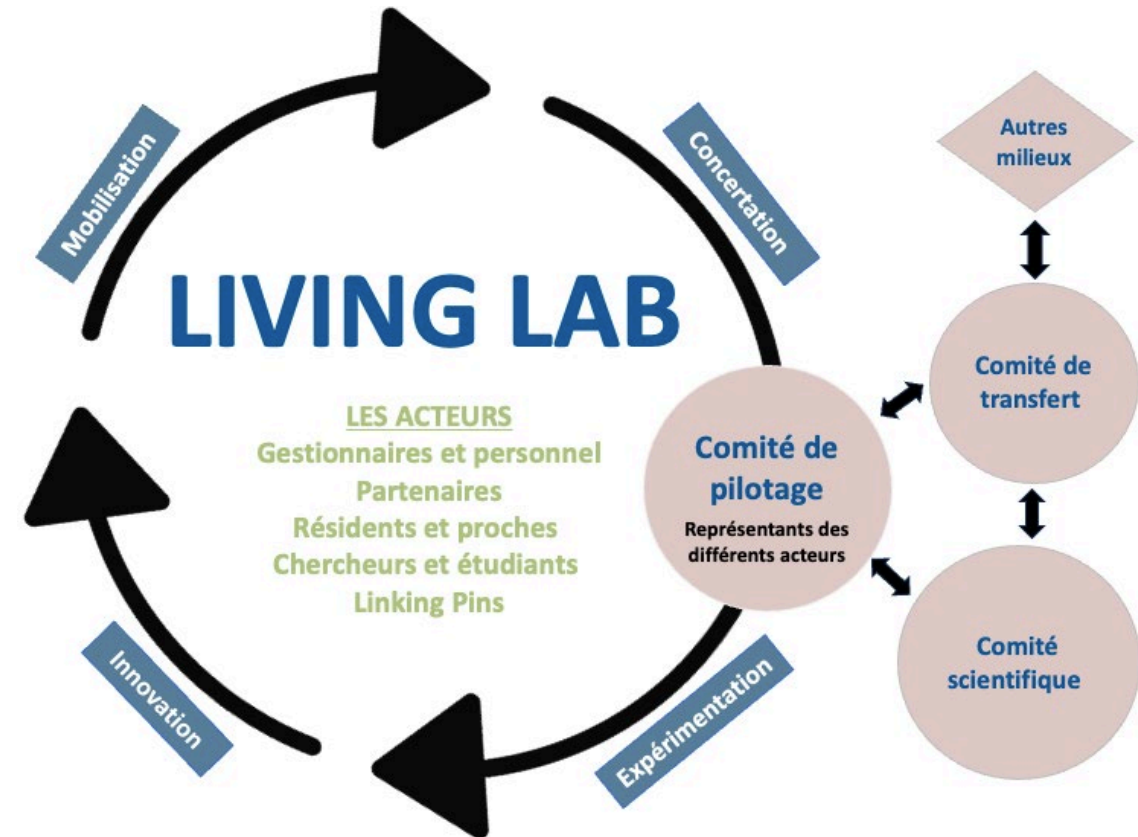 Mobilisation
Concertation
LIVING LAB
LES ACTEURS
Gestionnaires et personnel
Partenaires
Résidents et proches
Chercheurs et étudiants
Linking Pins
Innovation
Expérimentation
Comité de
pilotage
Représentants des
différents acteurs
Autres
milieux
Comité de
transfert
Comité
scientifique